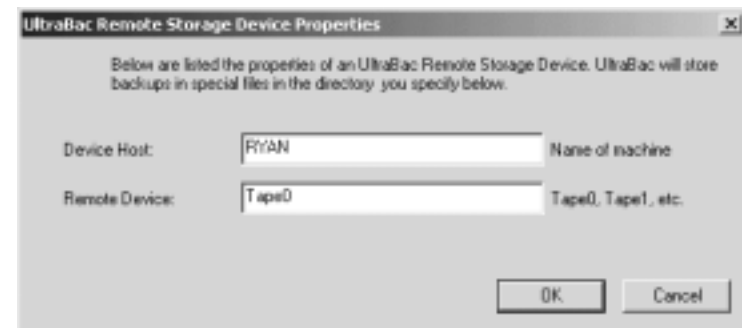 UltraBac Remote Storage Device Properties
Below are listed the properties of an UltraBac Remote Storage Device. UltraBac will store
backups in special files in the directory you specify below.
Device Host: RYAN Name of machine
Remote Device: Tape0 Tape0, Tape1, etc.
OK Cancel